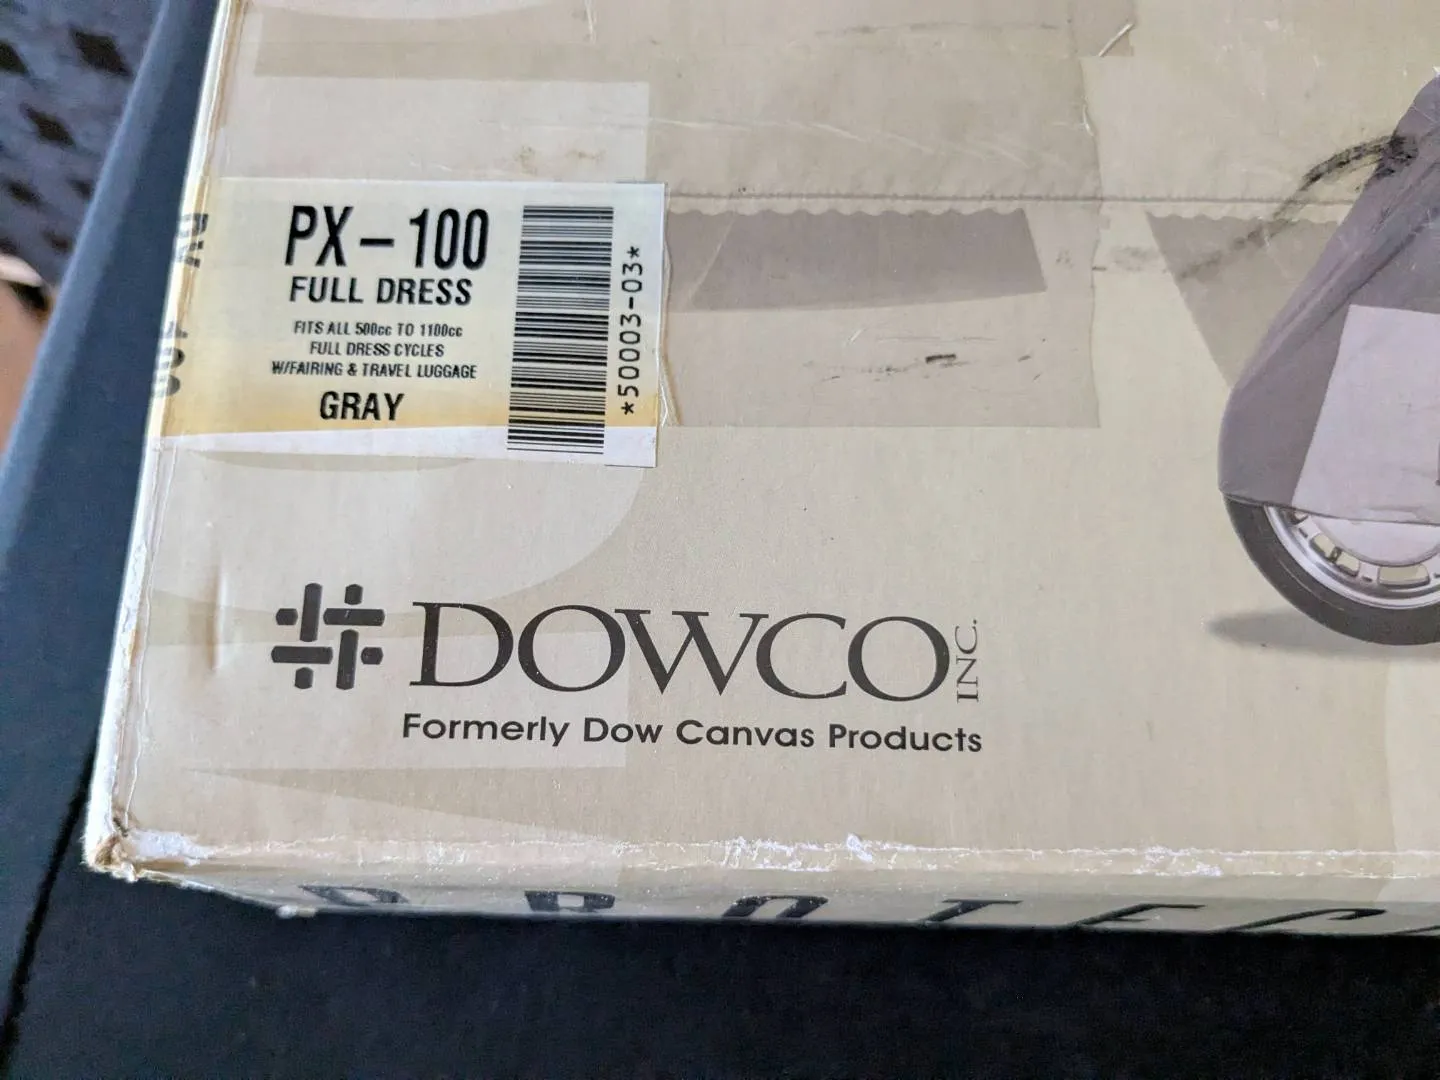 PX-100
FULL DRESS
FITS ALL 500cc TO 1100cc
FULL DRESS CYCLES
W/FAIRING & TRAVEL LUGGAGE
GRAY
*50003-03*
DOWCO INC.
Formerly Dow Canvas Products